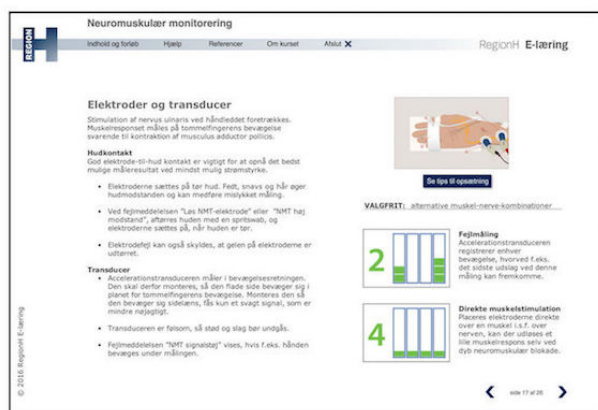 Neuromuskulær monitorering
REGION
H
Indhold og forløb Hjælp Referencer Om kurset Afslut X
RegionH E-læring
Elektroder og transducer
Stimulation af nervus ulnaris ved håndleddet foretrækkes.
Muskelresponset måles på tommelfingerens bevægelse
svarende til kontraktion af musculus adductor pollicis.
Hudkontakt
God elektrode-til-hud kontakt er vigtigt for at opnå det bedst
mulige måleresultat ved mindst mulig strømstyrke.
• Elektroderne sættes på tør hud. Fedt, snavs og hår øger
hudmodstanden og kan medføre mislykket måling.
• Ved fejlmeddelelsen "Løs NMT-elektrode" eller "NMT høj
modstand", aftørres huden med en spritswab, og
elektroderne sættes på, når huden er tør.
• Elektrodefejl kan også skyldes, at gelen på elektroderne er
udtørret.
Transducer
• Accelerationstransduceren måler i bevægelsesretningen.
Den skal derfor monteres, så den flade side bevæger sig i
planet for tommelfingerens bevægelse. Monteres den så
den bevæger sig sidelæns, fås kun et svagt signal, som er
mindre nøjagtigt.
• Transduceren er følsom, så stød og slag bør undgås.
• Fejlmeddelelsen "NMT signalstøj" vises, hvis f.eks. hånden
bevæges under målingen.
Se tips til opsætning
VALGFRIT: alternative muskel-nerve-kombinationer
2
Fejlmåling
Accelerationstransduceren
registrerer enhver
bevægelse, hvorved f.eks.
det sidste udslag ved denne
måling kan fremkomme.
4
Direkte muskelstimulation
Placeres elektroderne direkte
over en muskel i.s.f. over
nerven, kan der udløses et
lille muskelrespons selv ved
dyb neuromuskulær blokade.
side 17 af 26
© 2016 RegionH E-læring